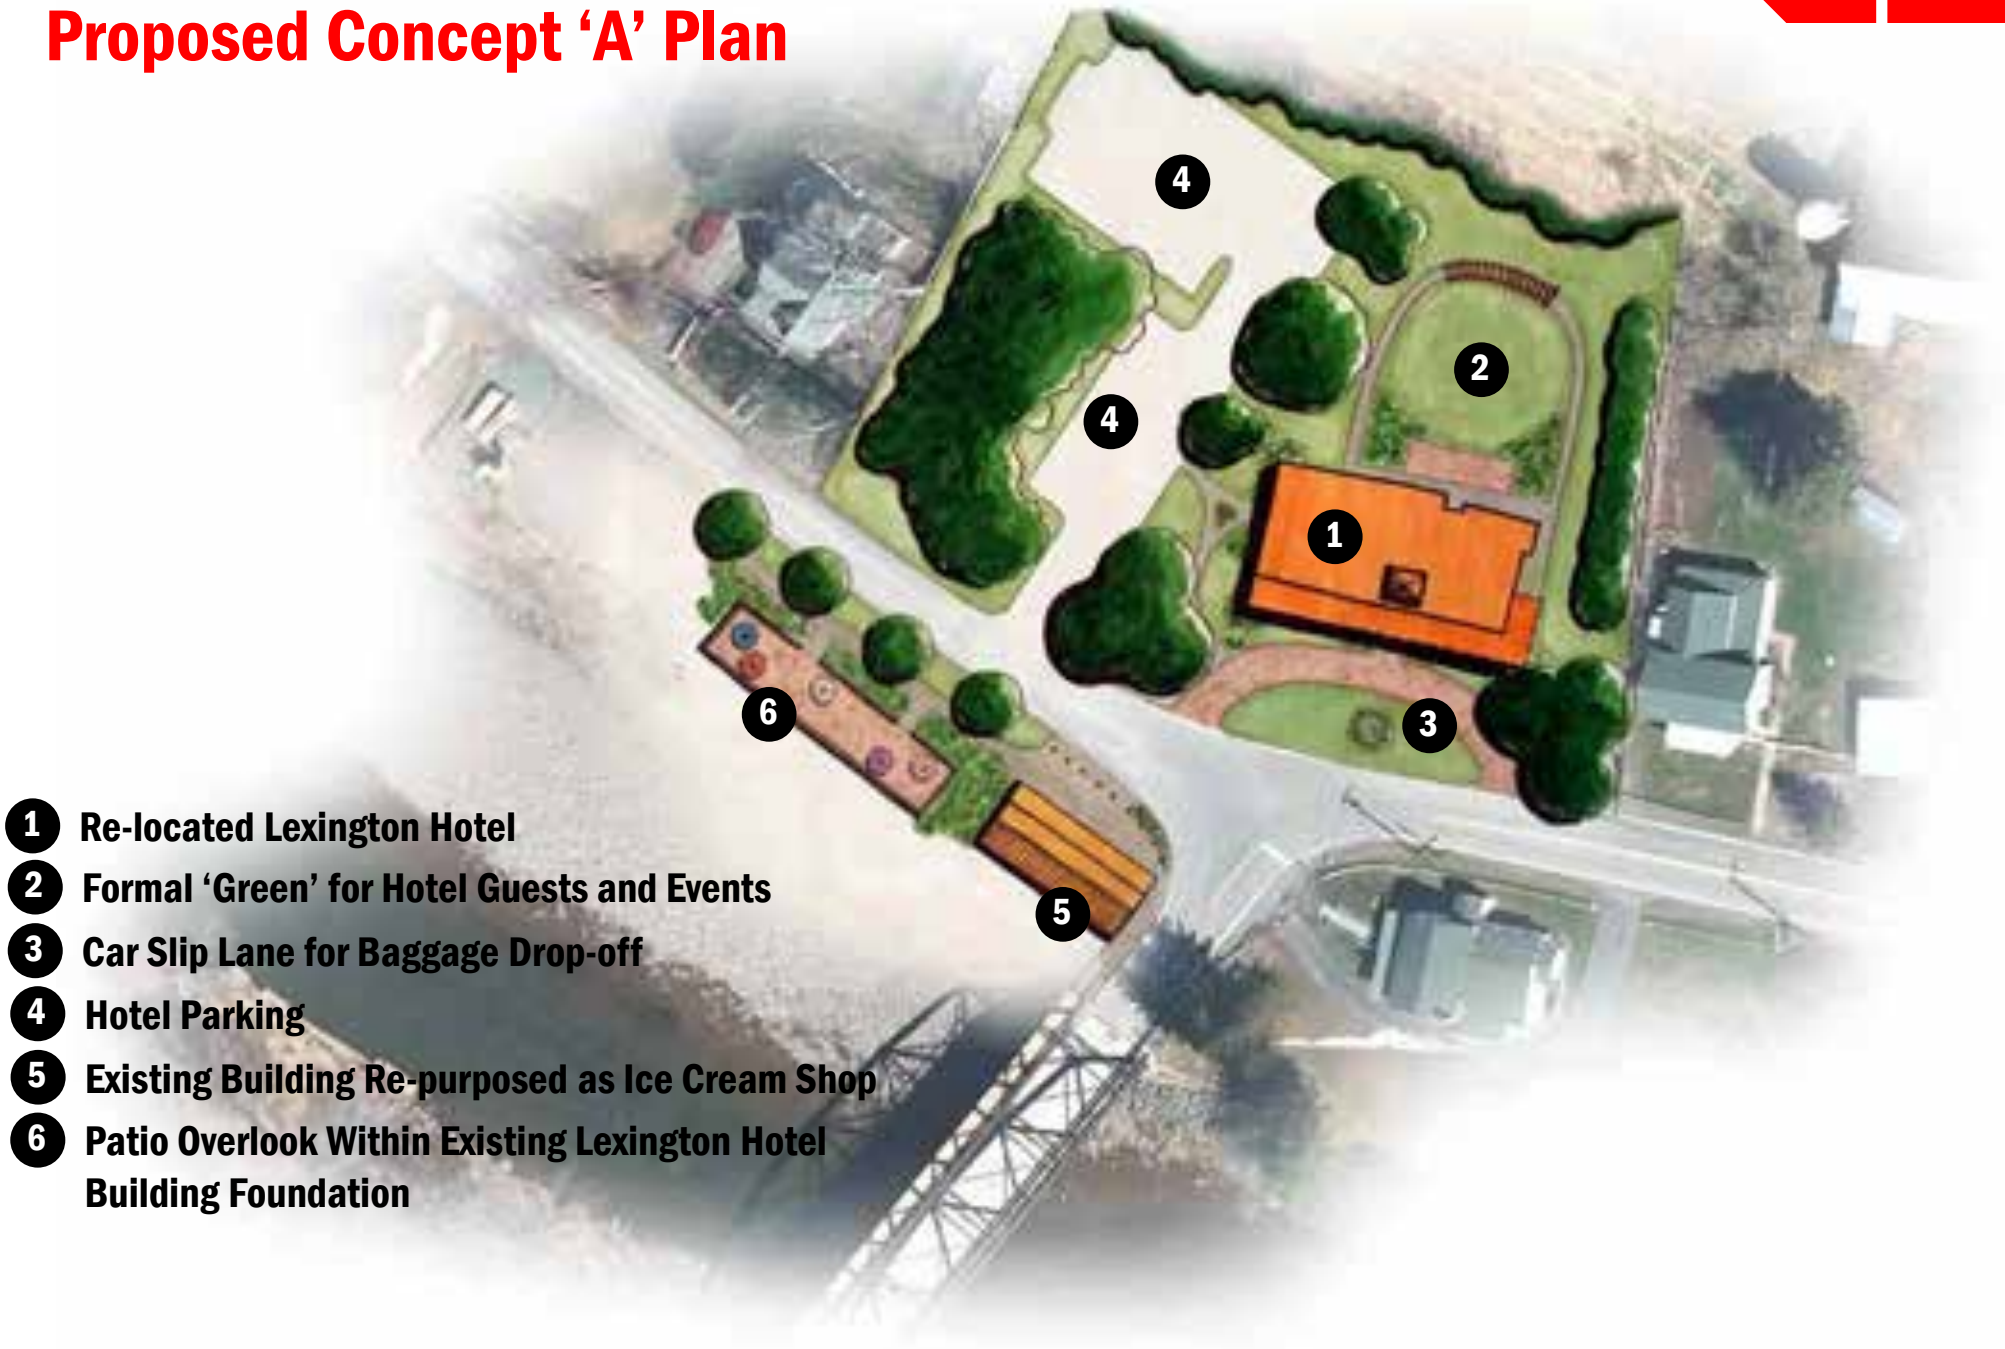 Proposed Concept ‘A’ Plan
4
2
4
1
3
6
5
1 Re-located Lexington Hotel
2 Formal ‘Green’ for Hotel Guests and Events
3 Car Slip Lane for Baggage Drop-off
4 Hotel Parking
5 Existing Building Re-purposed as Ice Cream Shop
6 Patio Overlook Within Existing Lexington Hotel
Building Foundation